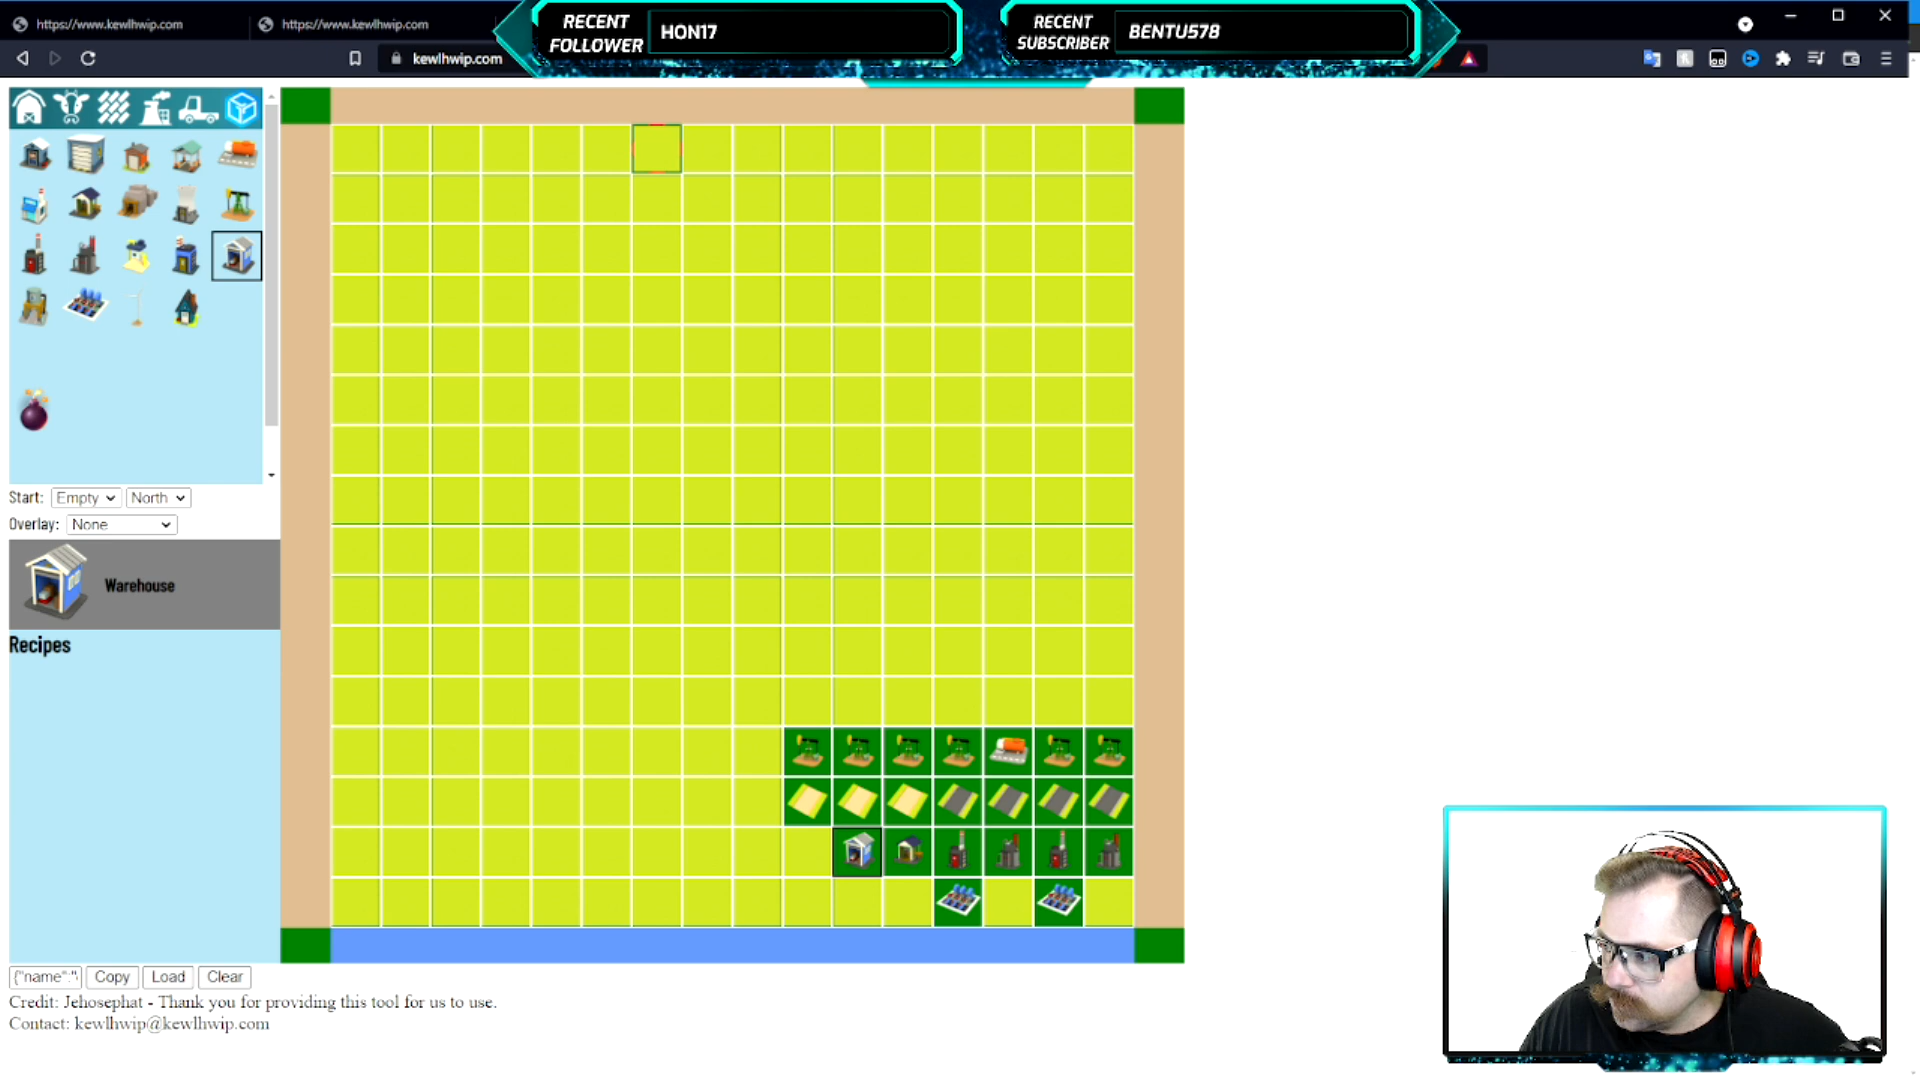 https://www.kewlhwip.com
https://www.kewlhwip.com
RECENT FOLLOWER HON17
RECENT SUBSCRIBER BENTU578
kewlhwip.com
Start: Empty North
Overlay: None
Warehouse
Recipes
{"name":" Copy Load Clear
Credit: Jehosephat - Thank you for providing this tool for us to use.
Contact: kewlhwip@kewlhwip.com